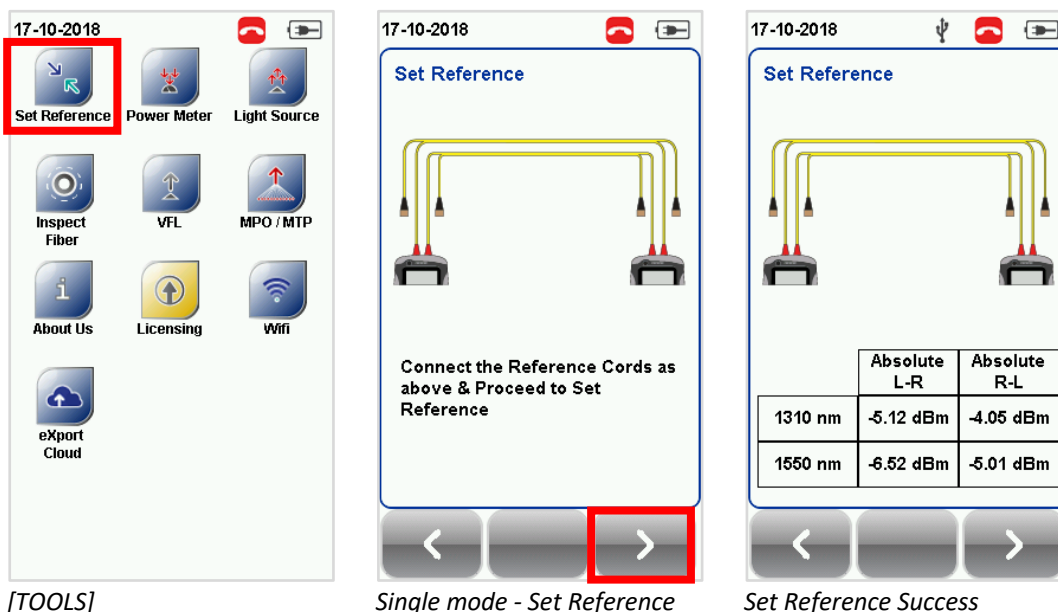 17-10-2018
Set Reference
Power Meter
Light Source
Inspect
Fiber
VFL
MPO / MTP
About Us
Licensing
Wifi
eXport
Cloud
[TOOLS]
17-10-2018
Set Reference
Connect the Reference Cords as
above & Proceed to Set
Reference
Single mode - Set Reference
17-10-2018
Set Reference
Absolute
L-R
Absolute
R-L
1310 nm
-5.12 dBm
-4.05 dBm
1550 nm
-6.52 dBm
-5.01 dBm
Set Reference Success